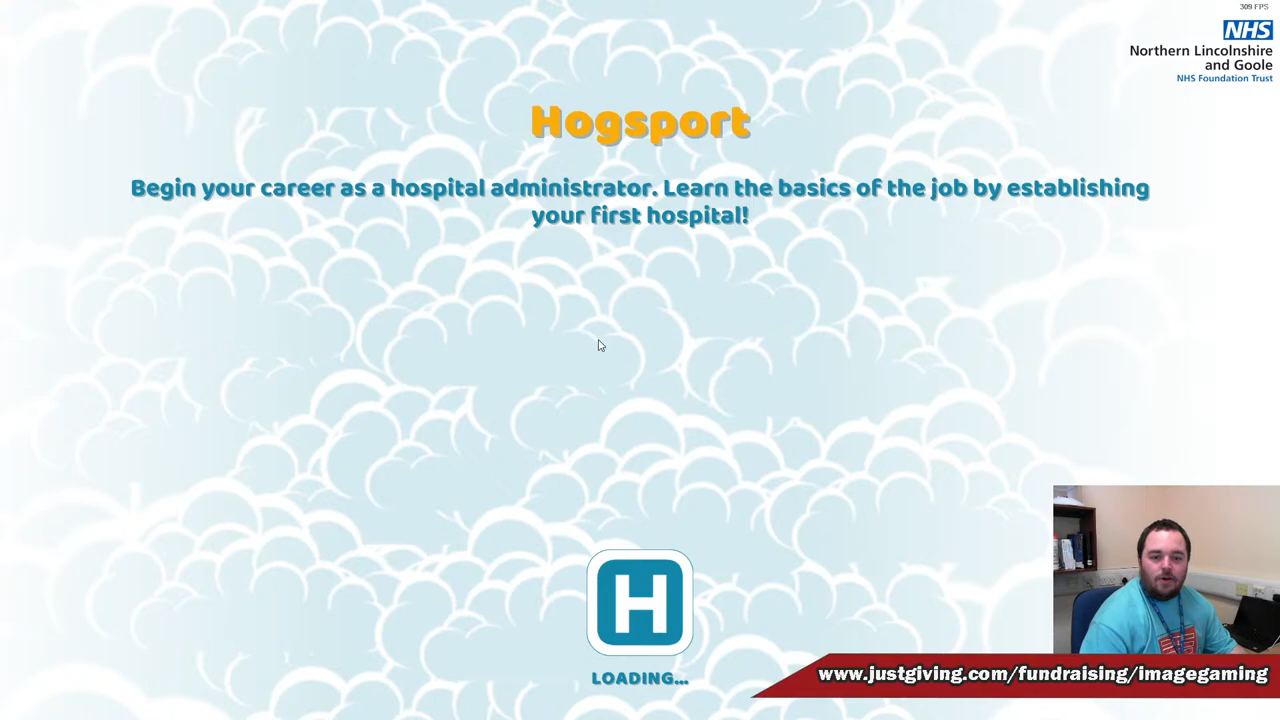 309 FPS
NHS
Northern Lincolnshire
and Goole
NHS Foundation Trust
Hogsport
Begin your career as a hospital administrator. Learn the basics of the job by establishing
your first hospital!
H
LOADING...
www.justgiving.com/fundraising/imagegaming